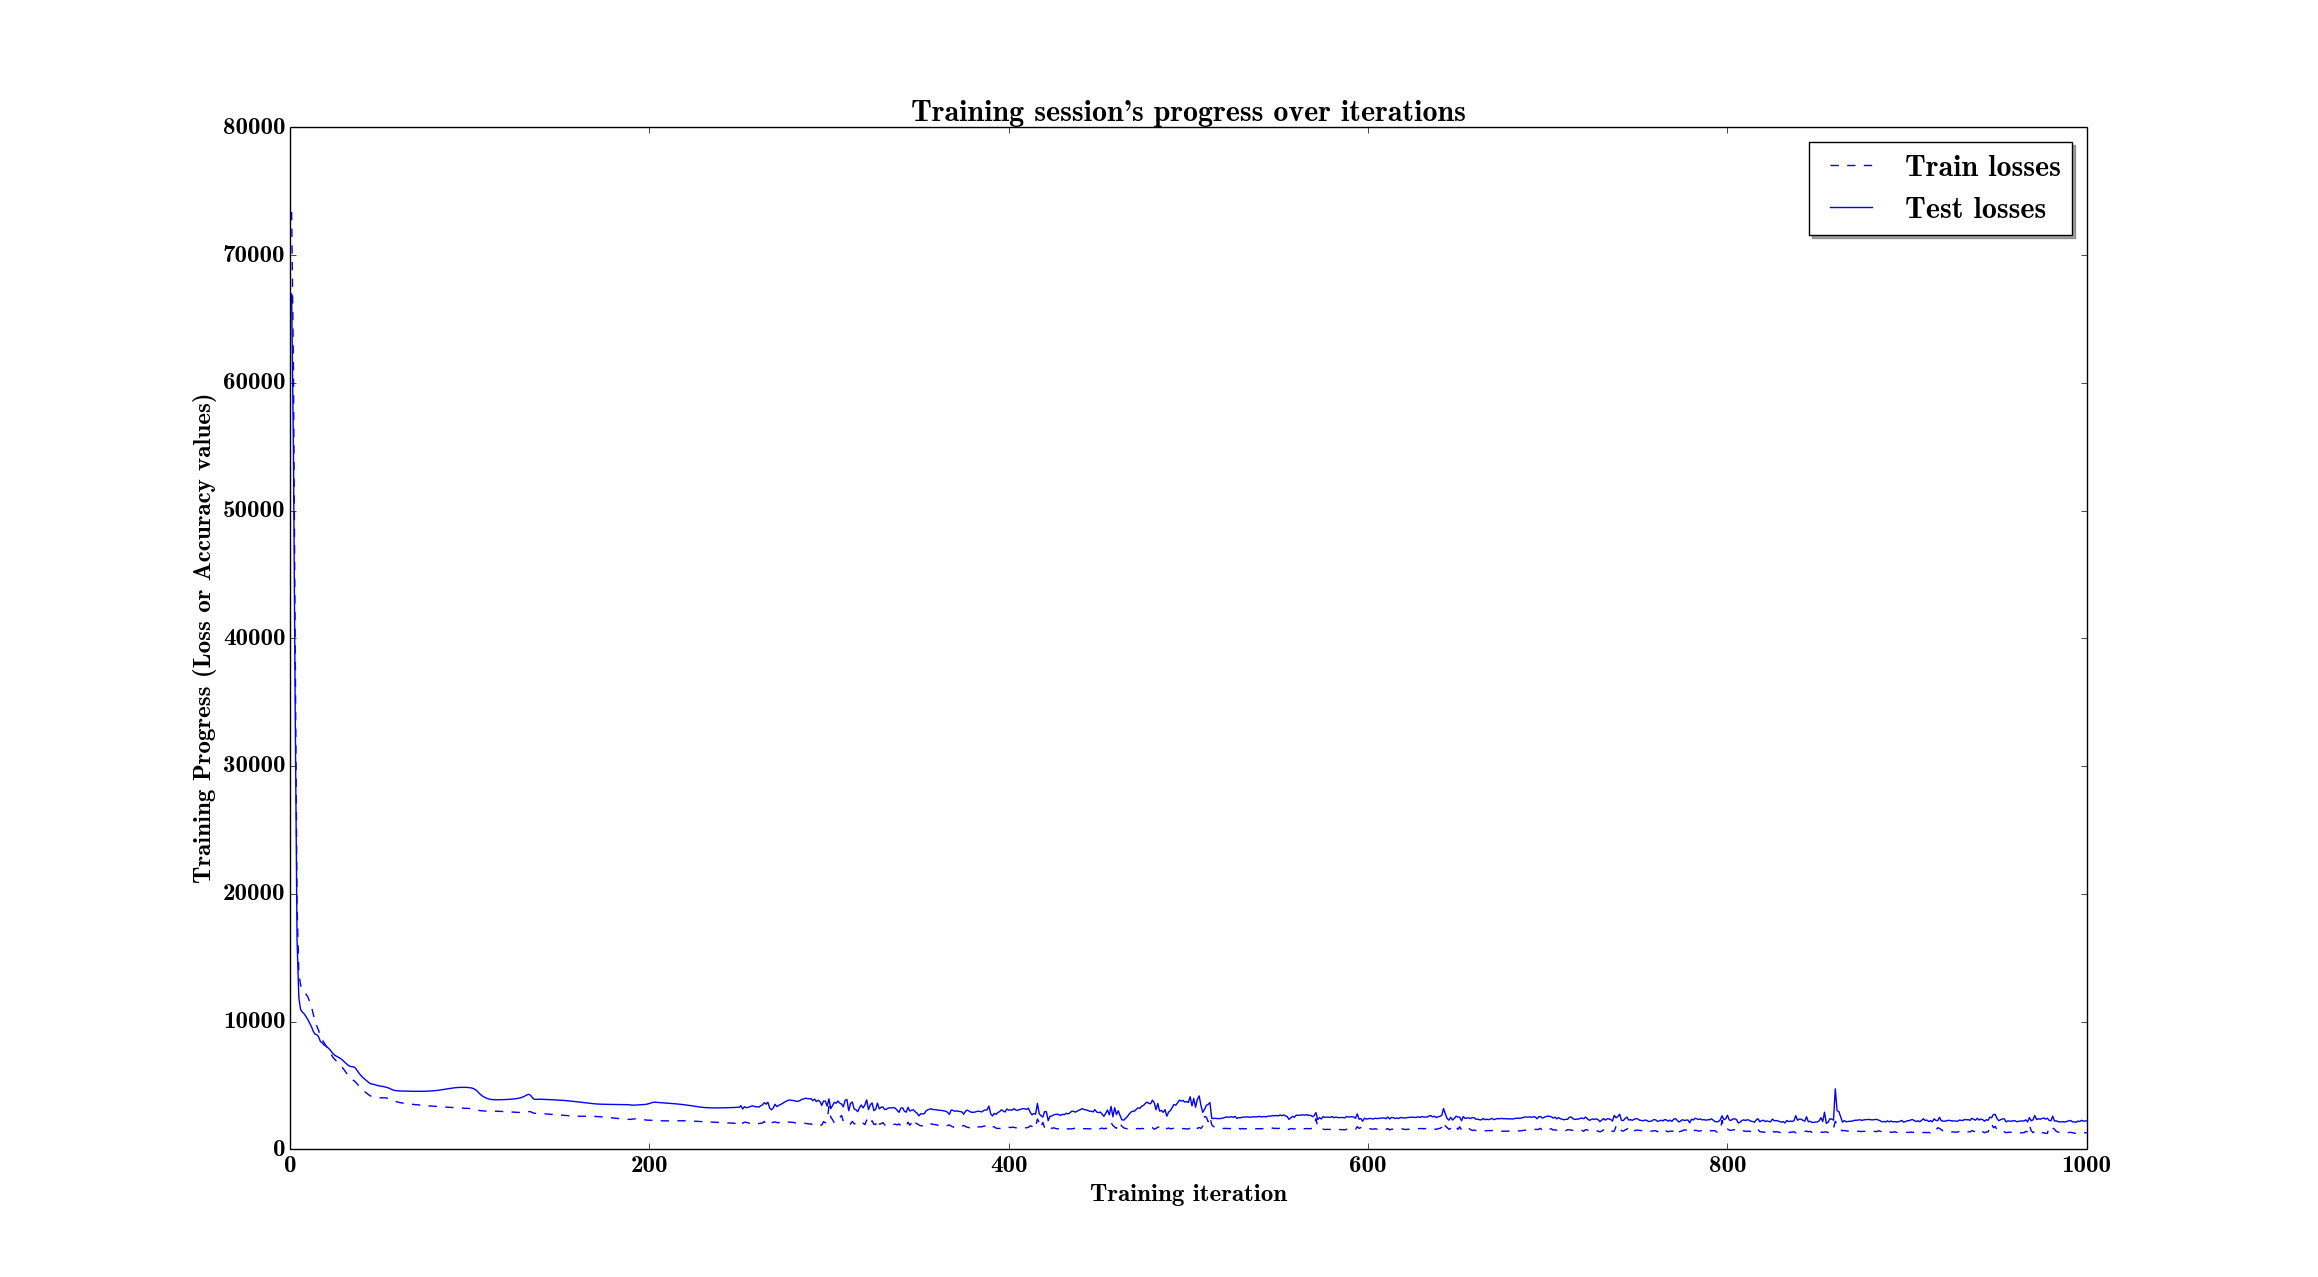 Training session's progress over iterations
80000
70000
60000
50000
40000
30000
20000
10000
0
Training Progress (Loss or Accuracy values)
Train losses
Test losses
0 200 400 600 800 1000
Training iteration